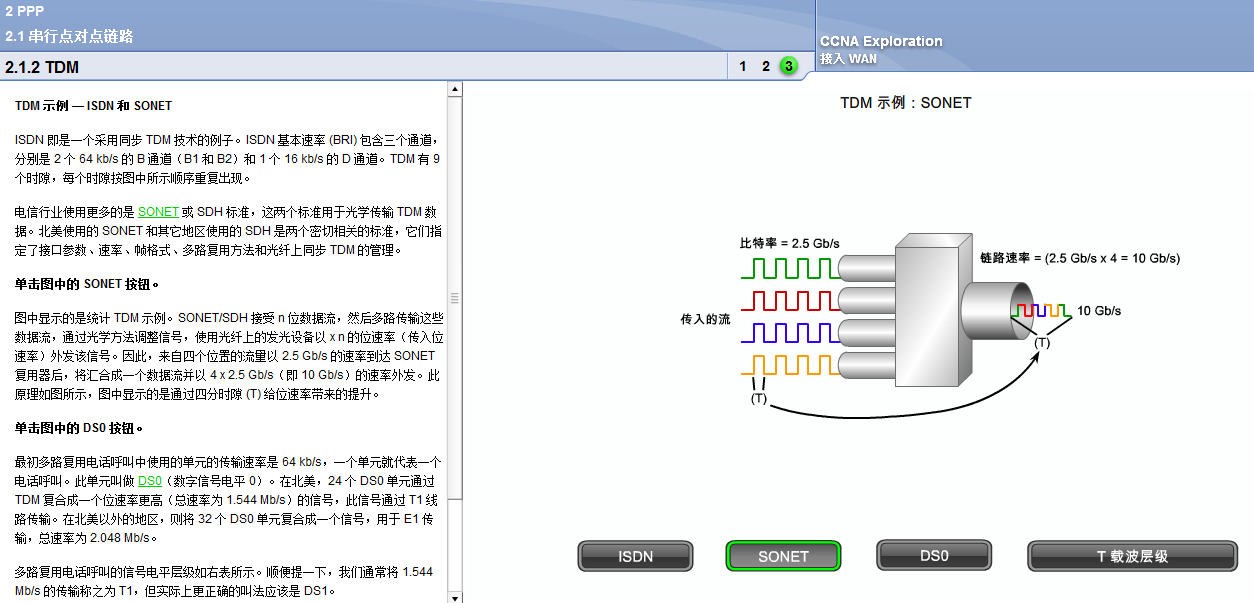 2 PPP
2.1 串行点对点链路
CCNA Exploration
接入 WAN
2.1.2 TDM
1 2 3
TDM 示例 — ISDN 和 SONET
ISDN 即是一个采用同步 TDM 技术的例子。ISDN 基本速率 (BRI) 包含三个通道，
分别是 2 个 64 kb/s 的 B 通道（B1 和 B2）和 1 个 16 kb/s 的 D 通道。TDM 有 9
个时隙，每个时隙按图中所示顺序重复出现。
电信行业使用更多的是 SONET 或 SDH 标准，这两个标准用于光学传输 TDM 数
据。北美使用的 SONET 和其它地区使用的 SDH 是两个密切相关的标准，它们指
定了接口参数、速率、帧格式、多路复用方法和光纤上同步 TDM 的管理。
单击图中的 SONET 按钮。
图中显示的是统计 TDM 示例。SONET/SDH 接受 n 位数据流，然后多路传输这些
数据流，通过光学方法调整信号，使用光纤上的发光设备以 x n 的位速率（传入位
速率）外发该信号。因此，来自四个位置的流量以 2.5 Gb/s 的速率到达 SONET
复用器后，将汇合成一个数据流并以 4 x 2.5 Gb/s（即 10 Gb/s）的速率外发。此
原理如图所示，图中显示的是通过四分时隙 (T) 给位速率带来的提升。
单击图中的 DS0 按钮。
最初多路复用电话呼叫中使用的单元的传输速率是 64 kb/s，一个单元就代表一个
电话呼叫。此单元叫做 DS0（数字信号电平 0）。在北美，24 个 DS0 单元通过
TDM 复合成一个位速率更高（总速率为 1.544 Mb/s）的信号，此信号通过 T1 线
路传输。在北美以外的地区，则将 32 个 DS0 单元复合成一个信号，用于 E1 传
输，总速率为 2.048 Mb/s。
多路复用电话呼叫的信号电平层级如右表所示。顺便提一下，我们通常将 1.544
Mb/s 的传输称之为 T1，但实际上更正确的叫法应该是 DS1。
TDM 示例：SONET
比特率 = 2.5 Gb/s
链路速率 = (2.5 Gb/s x 4 = 10 Gb/s)
传入的流
10 Gb/s
(T)
(T)
ISDN
SONET
DS0
T 载波层级